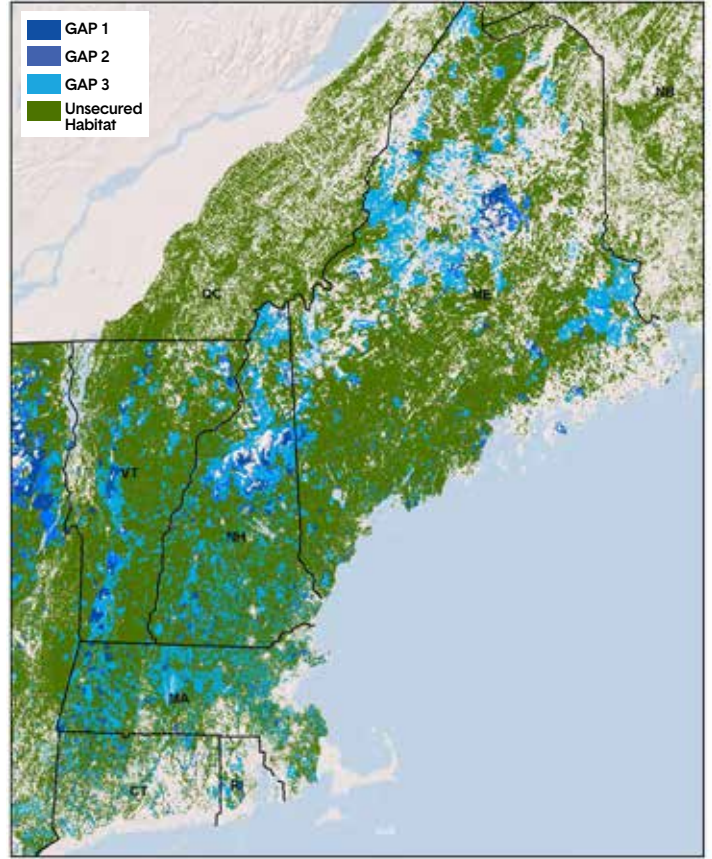 GAP 1
GAP 2
GAP 3
Unsecured
Habitat
NB
QC
ME
VT
NH
MA
CT
RI